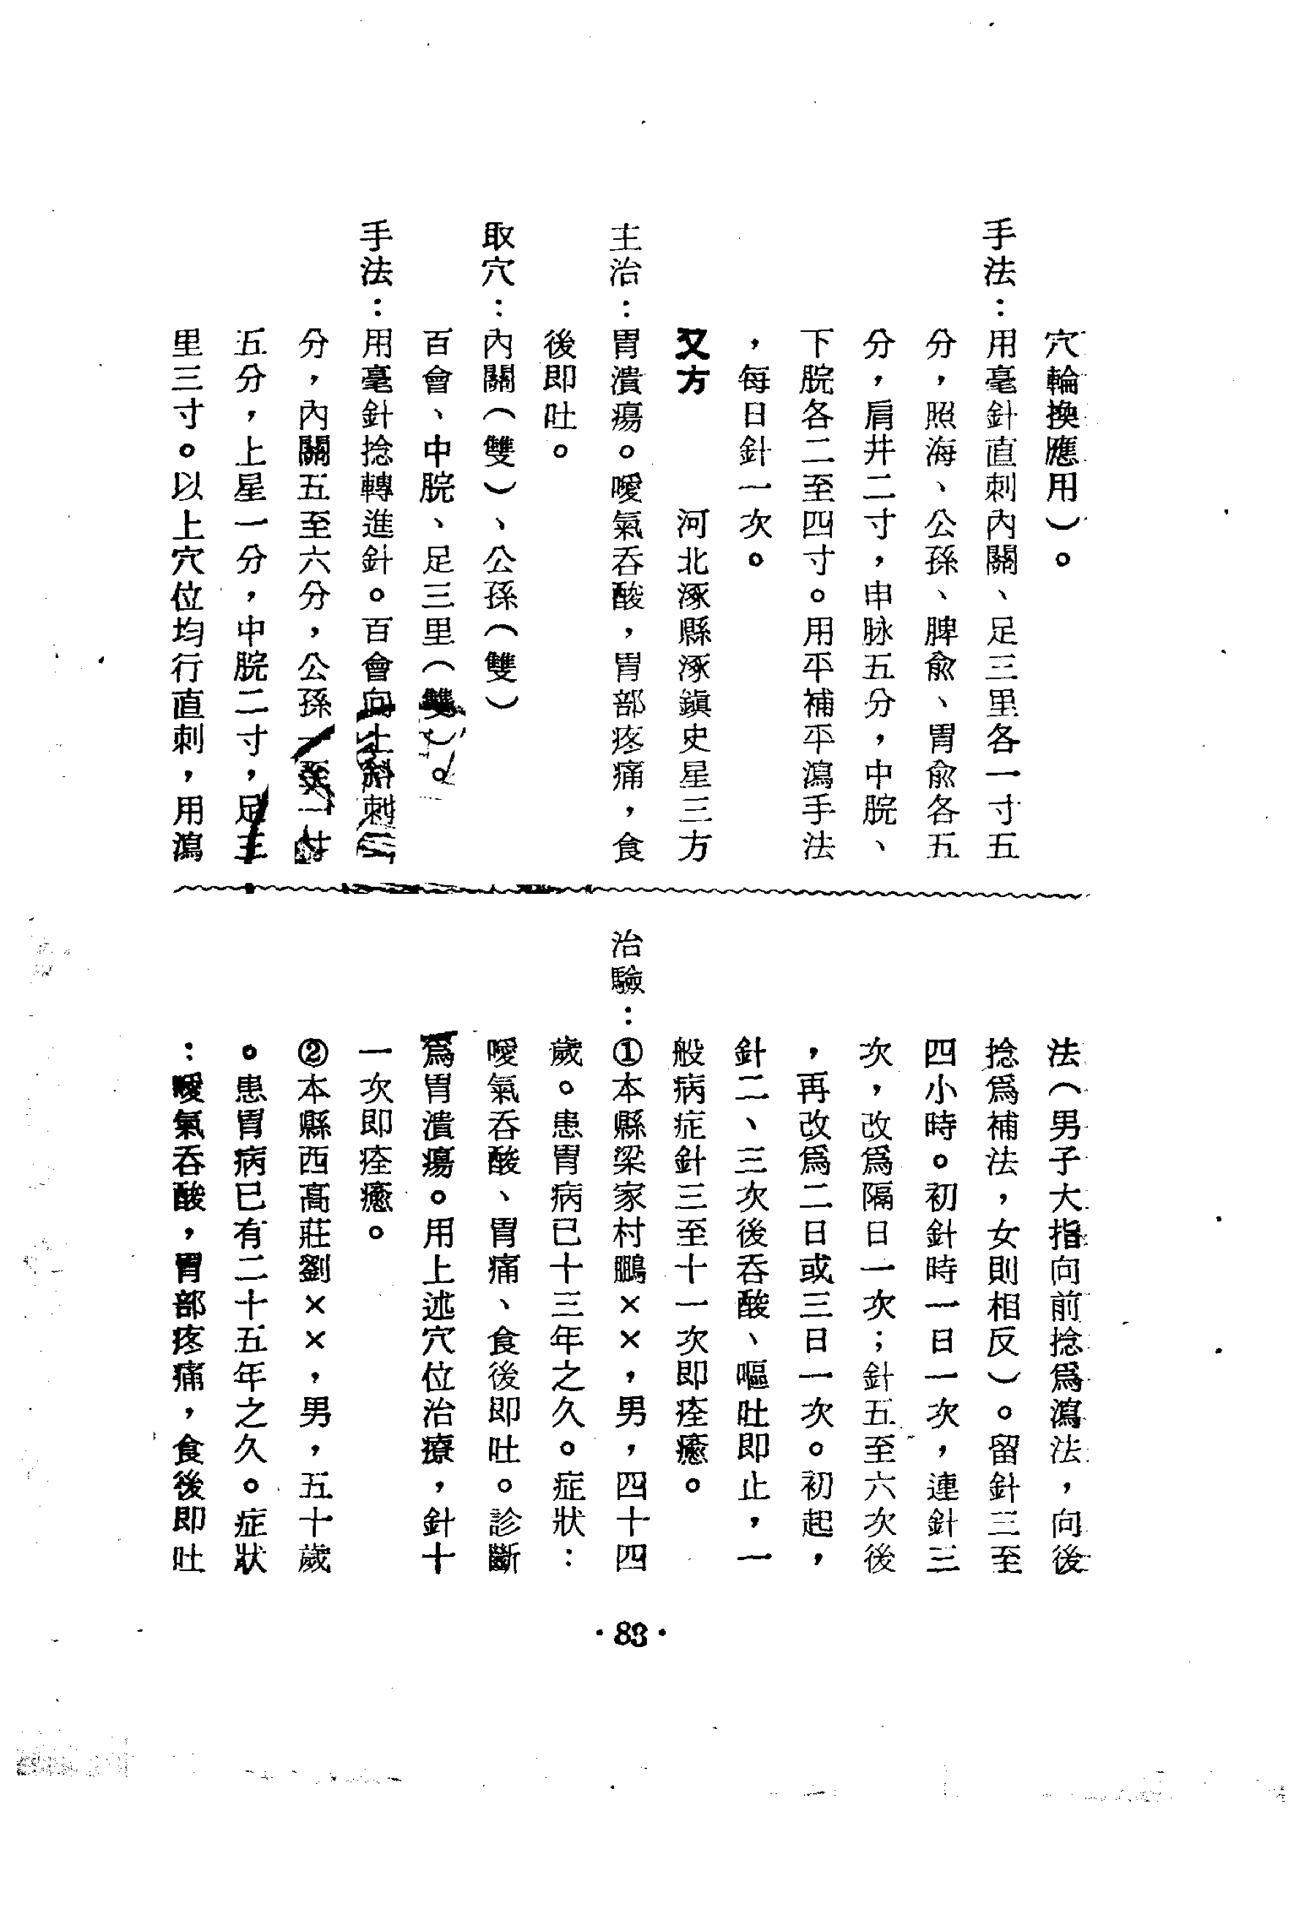 穴輪換應用）。
手法：用毫針直刺內關、足三里各一寸五
分，照海、公孫、脾俞、胃俞各五
分，肩井二寸，申脉五分，中脘、
下脘各二至四寸。用平補平瀉手法
，每日針一次。
又方　　　河北涿縣涿鎭史星三方
主治：胃潰瘍。噯氣吞酸，胃部疼痛，食
後即吐。
取穴：內關（雙）、公孫（雙）
百會、中脘、足三里（雙）。
手法：用毫針捻轉進針。百會向上斜刺
分，內關五至六分，公孫一至一寸
五分，上星一分，中脘二寸，足三
里三寸。以上穴位均行直刺，用瀉
法（男子大指向前捻爲瀉法，向後
捻爲補法，女則相反）。留針三至
四小時。初針時一日一次，連針三
次，改爲隔日一次；針五至六次後
，再改爲二日或三日一次。初起，
針二、三次後吞酸、嘔吐即止，一
般病症針三至十一次即痊癒。
治驗：①本縣梁家村鵬××，男，四十四
歲。患胃病已十三年之久。症狀：
噯氣吞酸、胃痛、食後即吐。診斷
爲胃潰瘍。用上述穴位治療，針十
一次即痊癒。
②本縣西高莊劉××，男，五十歲
。患胃病已有二十五年之久。症狀
：噯氣吞酸，胃部疼痛，食後即吐
·83·